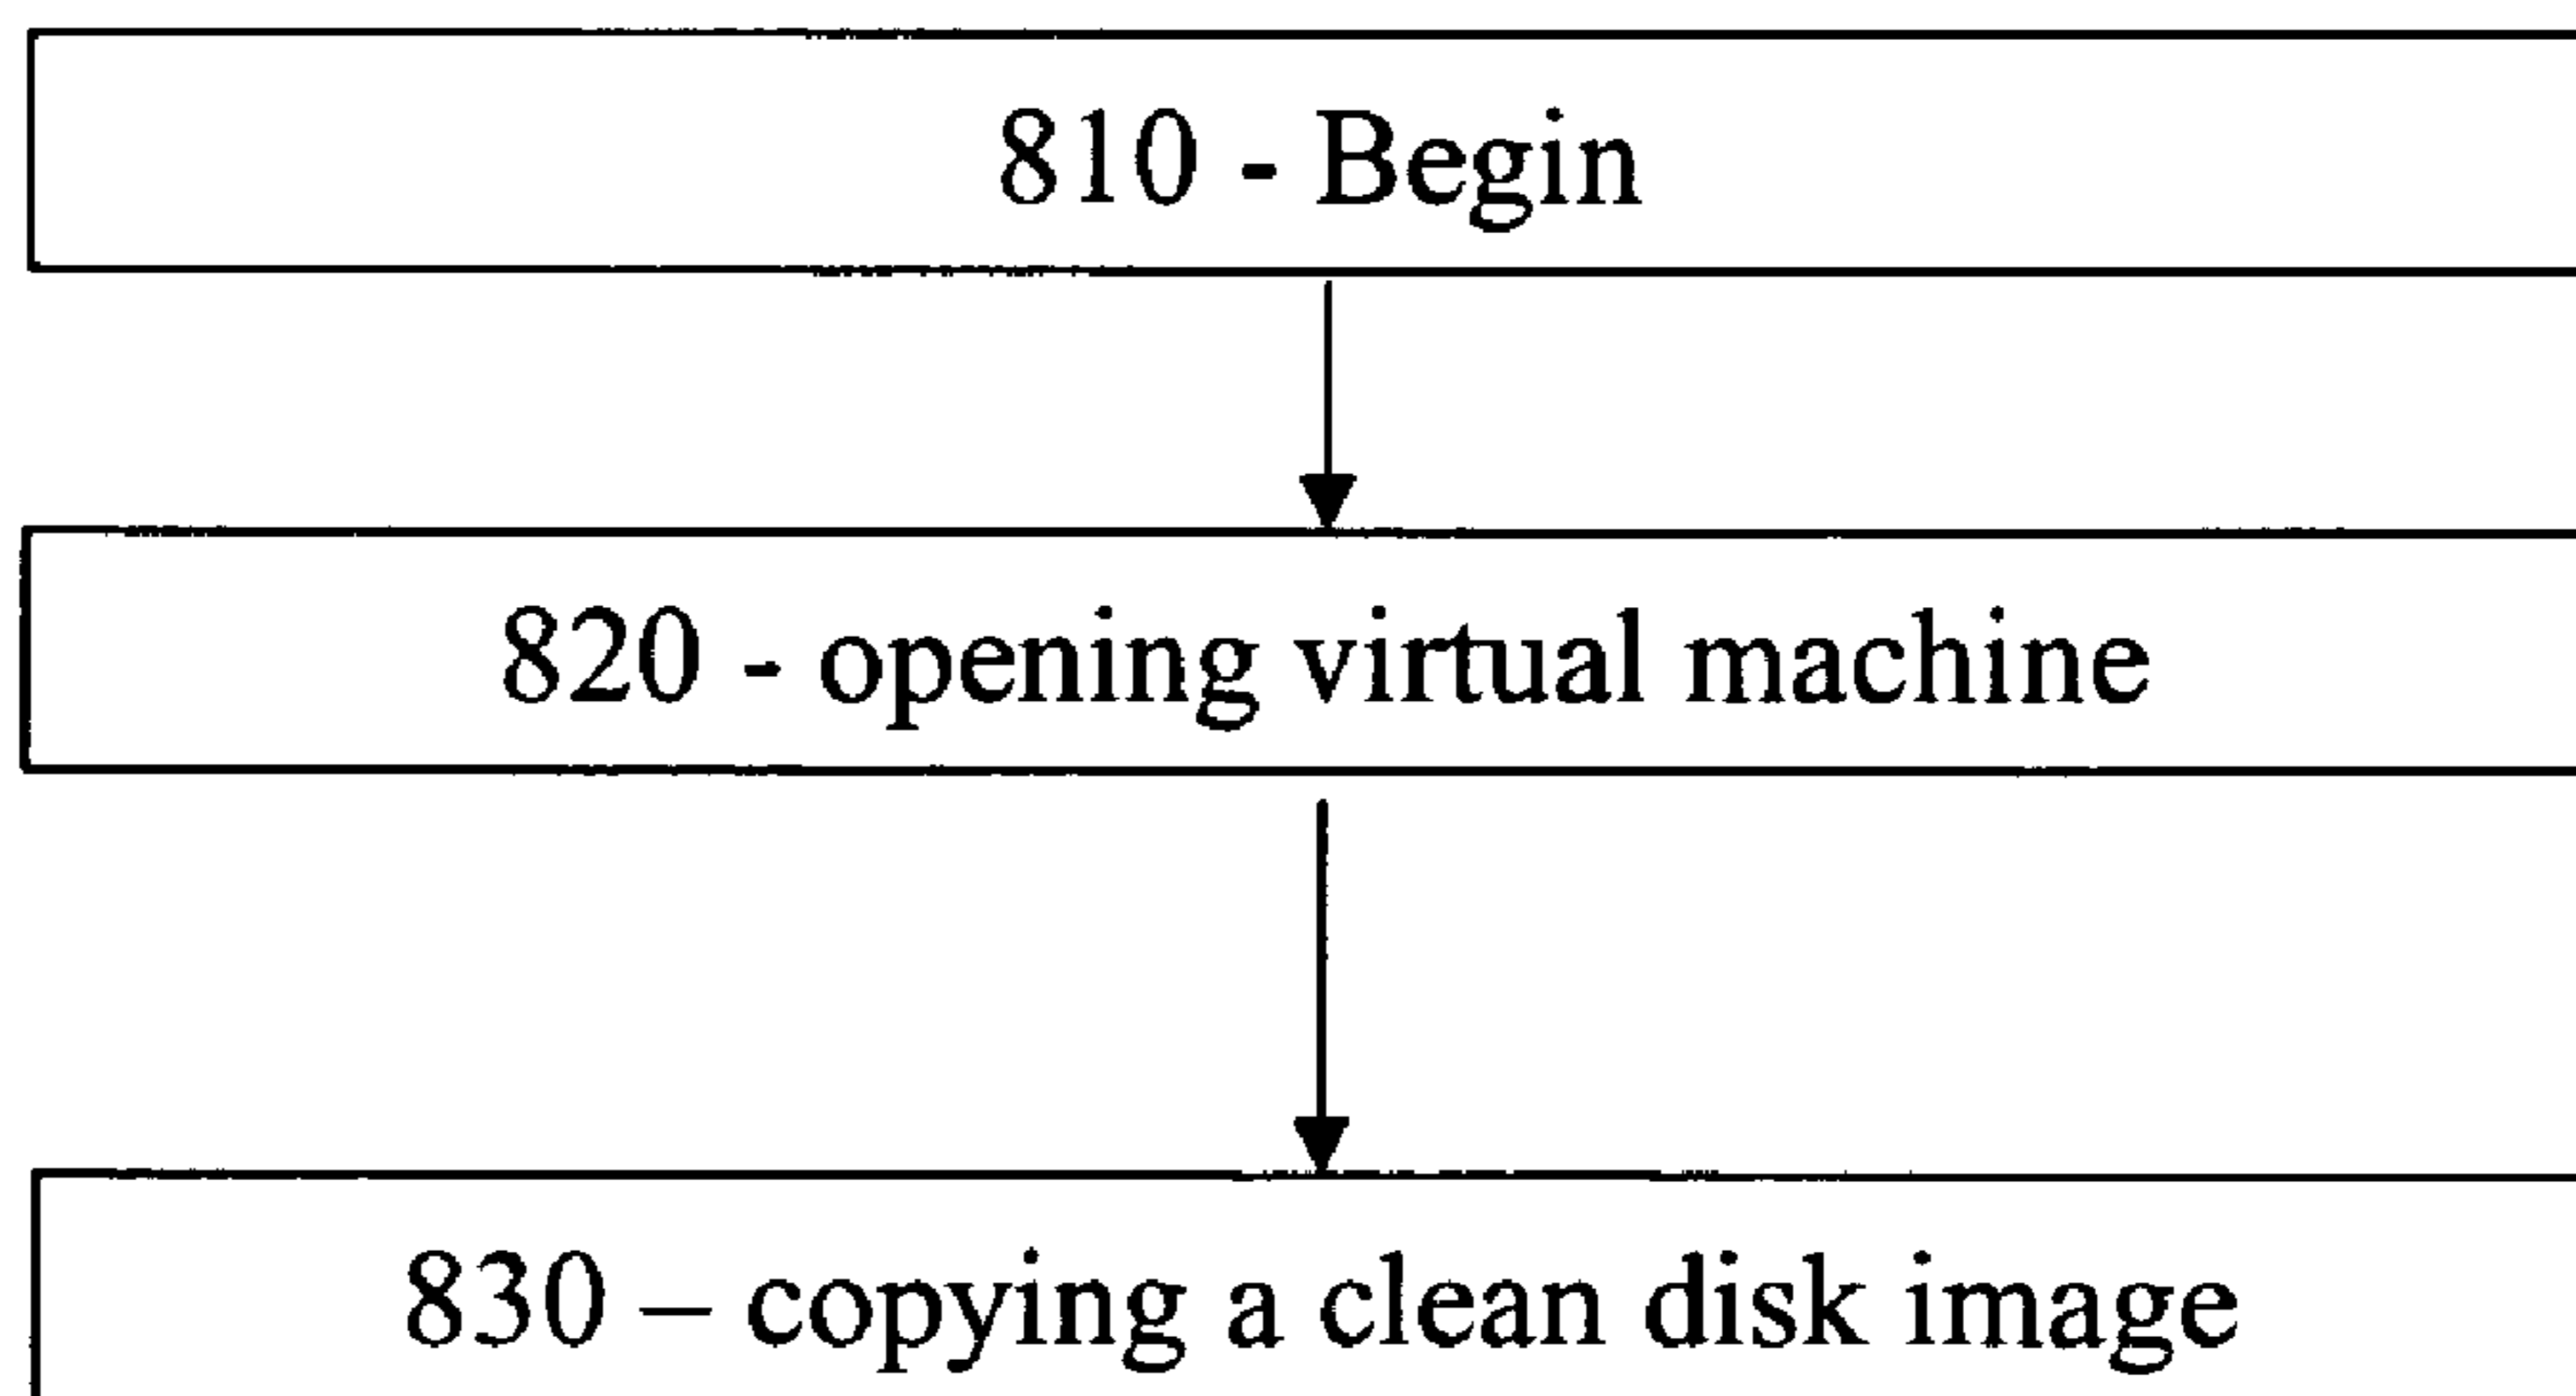 810 - Begin
820 - opening virtual machine
830 – copying a clean disk image